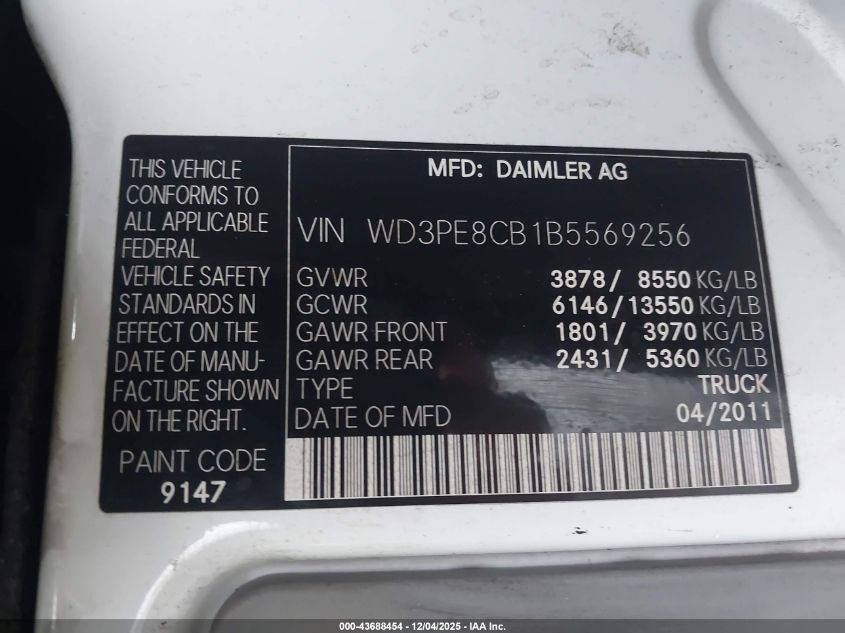 THIS VEHICLE
CONFORMS TO
ALL APPLICABLE
FEDERAL
VEHICLE SAFETY
STANDARDS IN
EFFECT ON THE
DATE OF MANU-
FACTURE SHOWN
ON THE RIGHT.
PAINT CODE
9147
MFD: DAIMLER AG
VIN WD3PE8CB1B5569256
GVWR 3878/ 8550 KG/LB
GCWR 6146/13550 KG/LB
GAWR FRONT 1801/ 3970 KG/LB
GAWR REAR 2431/ 5360 KG/LB
TYPE TRUCK
DATE OF MFD 04/2011
000-43688454 - 12/04/2025 - IAA Inc.